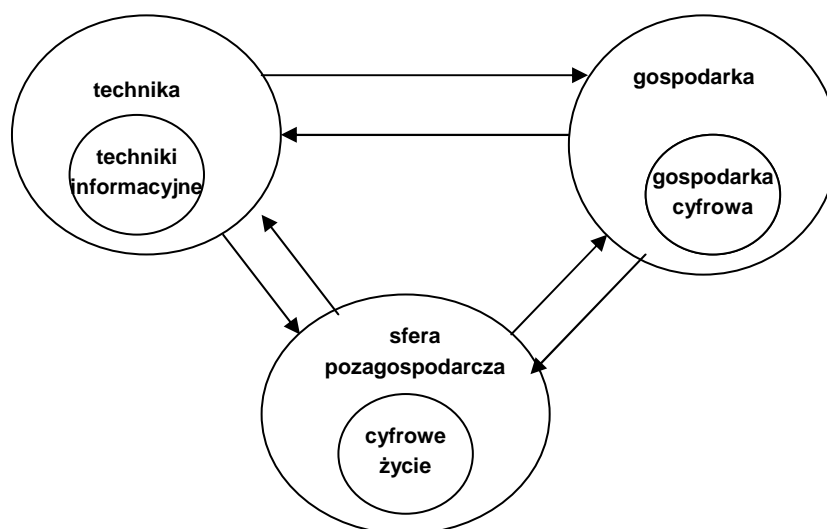 technika
techniki
informacyjne
gospodarka
gospodarka
cyfrowa
sfera
pozagospodarcza
cyfrowe
życie